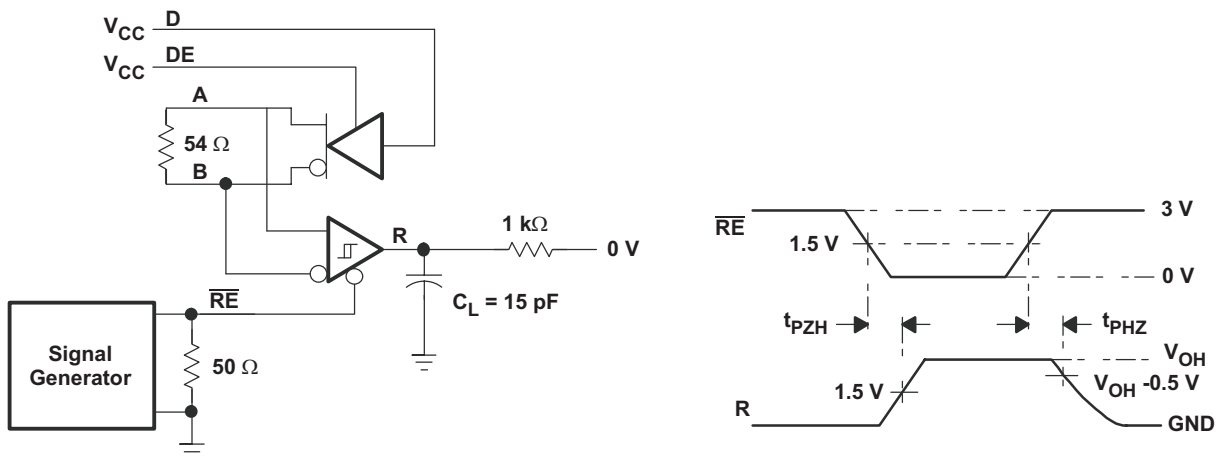 VCC D
VCC DE
A
54 Ω
B
R
1 kΩ
0 V
CL = 15 pF
RE
Signal
Generator
50 Ω
RE
3 V
1.5 V
0 V
tPZH
tPHZ
VOH
VOH -0.5 V
1.5 V
R
GND